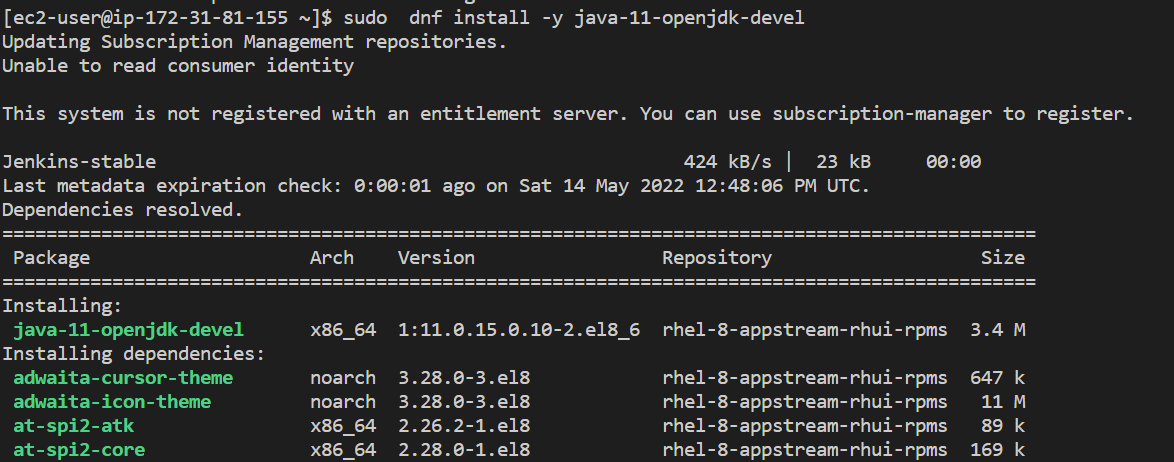 [ec2-user@ip-172-31-81-155 ~]$ sudo  dnf install -y java-11-openjdk-devel
Updating Subscription Management repositories.
Unable to read consumer identity
This system is not registered with an entitlement server. You can use subscription-manager to register.
Jenkins-stable                                                424 kB/s |  23 kB     00:00
Last metadata expiration check: 0:00:01 ago on Sat 14 May 2022 12:48:06 PM UTC.
Dependencies resolved.
==============================================================================================
 Package                    Arch    Version                 Repository                   Size
==============================================================================================
Installing:
 java-11-openjdk-devel      x86_64  1:11.0.15.0.10-2.el8_6  rhel-8-appstream-rhui-rpms  3.4 M
Installing dependencies:
 adwaita-cursor-theme       noarch  3.28.0-3.el8            rhel-8-appstream-rhui-rpms  647 k
 adwaita-icon-theme         noarch  3.28.0-3.el8            rhel-8-appstream-rhui-rpms   11 M
 at-spi2-atk                x86_64  2.26.2-1.el8            rhel-8-appstream-rhui-rpms   89 k
 at-spi2-core               x86_64  2.28.0-1.el8            rhel-8-appstream-rhui-rpms  169 k